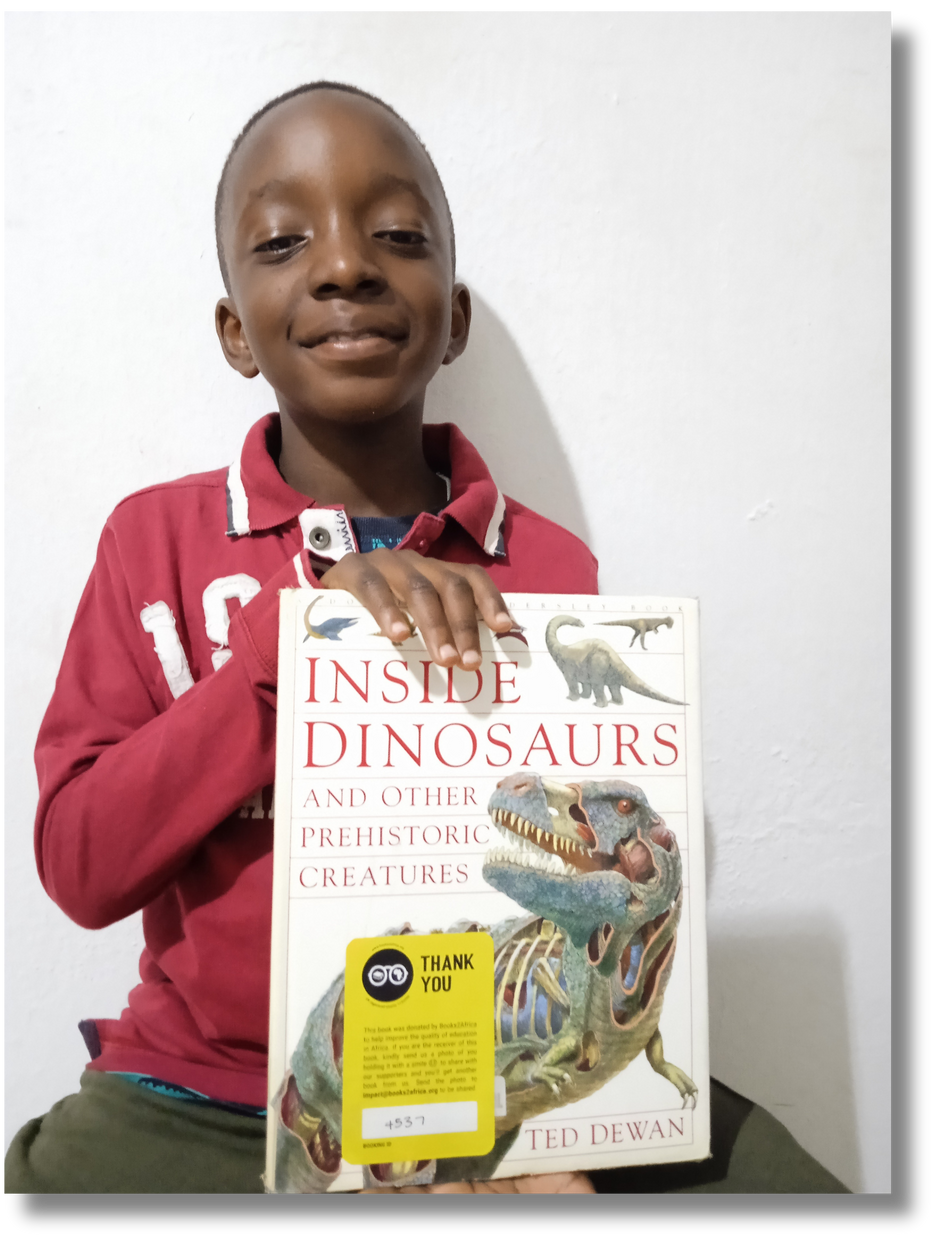 19
INSIDE
DINOSAURS
AND OTHER
PREHISTORIC
CREATURES
THANK
YOU
This book was donated by Books2Africa
to help improve the quality of education
in Africa. If you are the receiver of this
book, kindly send us a photo of you
holding it with a smile to share with
our supporters and you'll get another
book from us. Send the photo to
impact@books2africa.org to be shared.
4537
BOOKING ID
TED DEWAN